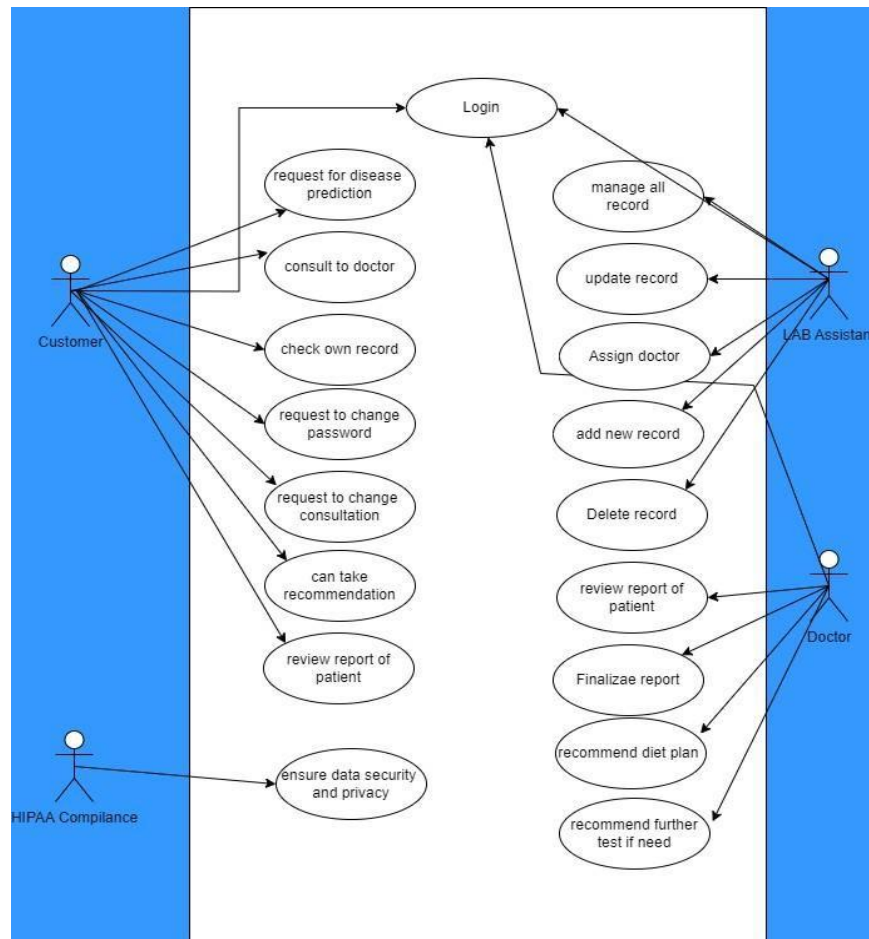 Login
request for disease
prediction
manage all
record
consult to doctor
update record
Customer
LAB Assistant
check own record
Assign doctor
request to change
password
add new record
request to change
consultation
Delete record
can take
recommendation
review report of
patient
Doctor
review report of
patient
Finalizae report
recommend diet plan
ensure data security
and privacy
HIPAA Compilance
recommend further
test if need